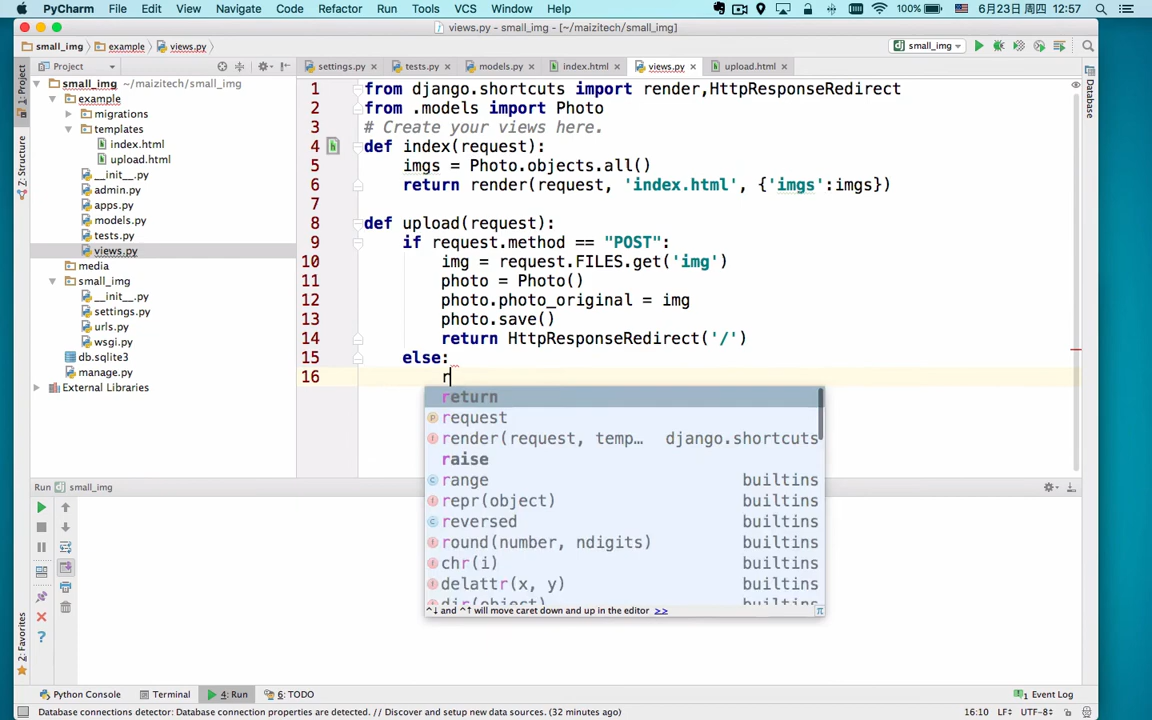 PyCharm File Edit View Navigate Code Refactor Run Tools VCS Window Help 100% 6月23日 周四 12:57
views.py - small_img - [~/maizitech/small_img]
small_img example views.py small_img
Project settings.py tests.py models.py index.html views.py upload.html
1: Project
Z: Structure
2: Favorites
Database
small_img ~/maizitech/small_img
example
migrations
templates
index.html
upload.html
__init__.py
admin.py
apps.py
models.py
tests.py
views.py
media
small_img
__init__.py
settings.py
urls.py
wsgi.py
db.sqlite3
manage.py
External Libraries
1 from django.shortcuts import render,HttpResponseRedirect
2 from .models import Photo
3 # Create your views here.
4 def index(request):
5 imgs = Photo.objects.all()
6 return render(request, 'index.html', {'imgs':imgs})
7
8 def upload(request):
9 if request.method == "POST":
10 img = request.FILES.get('img')
11 photo = Photo()
12 photo.photo_original = img
13 photo.save()
14 return HttpResponseRedirect('/')
15 else:
16 r
return
request
render(request, temp… django.shortcuts
raise
range builtins
repr(object) builtins
reversed builtins
round(number, ndigits) builtins
chr(i) builtins
delattr(x, y) builtins
dir(object) builtins
^↓ and ^↑ will move caret down and up in the editor >> π
Run small_img
Python Console Terminal 4: Run 6: TODO 1 Event Log
Database connections detector: Database connection properties are detected. // Discover and setup new data sources. (32 minutes ago) 16:10 LF÷ UTF-8÷